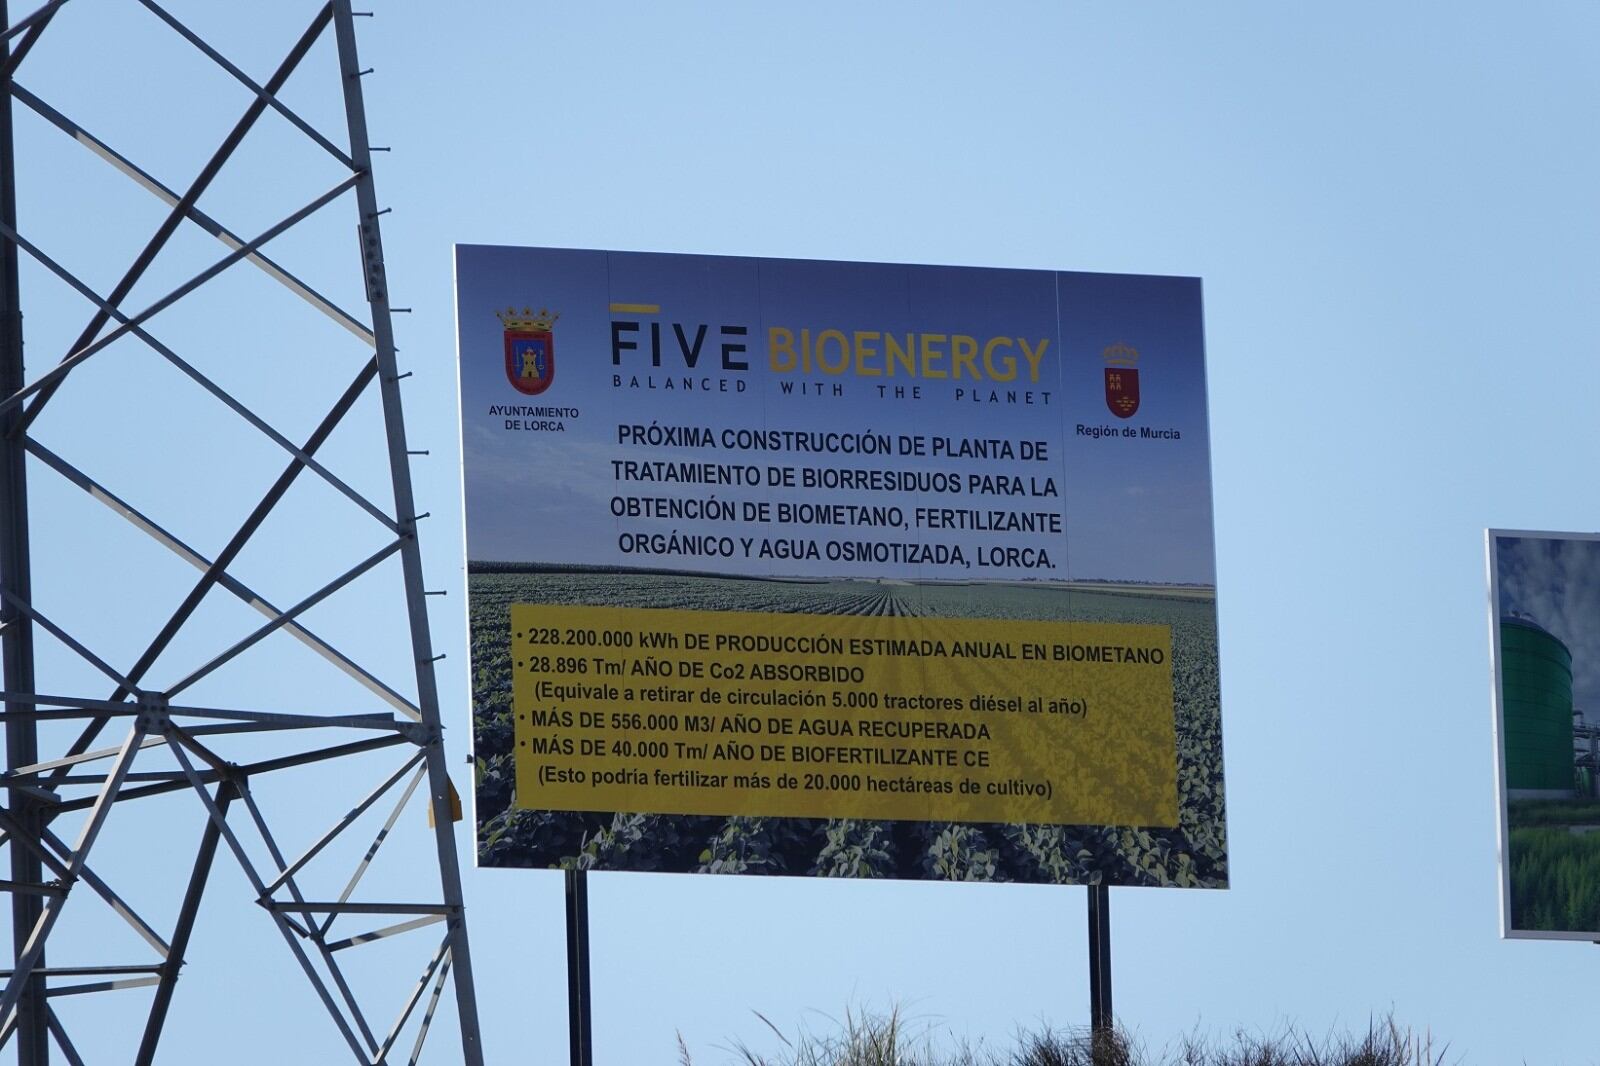 FIVE BIOENERGY
BALANCED WITH THE PLANET
AYUNTAMIENTO
DE LORCA
Región de Murcia
PRÓXIMA CONSTRUCCIÓN DE PLANTA DE
TRATAMIENTO DE BIORRESIDUOS PARA LA
OBTENCIÓN DE BIOMETANO, FERTILIZANTE
ORGÁNICO Y AGUA OSMOTIZADA, LORCA.
• 228.200.000 kWh DE PRODUCCIÓN ESTIMADA ANUAL EN BIOMETANO
• 28.896 Tm/ AÑO DE Co2 ABSORBIDO
(Equivale a retirar de circulación 5.000 tractores diésel al año)
• MÁS DE 556.000 M3/ AÑO DE AGUA RECUPERADA
• MÁS DE 40.000 Tm/ AÑO DE BIOFERTILIZANTE CE
(Esto podría fertilizar más de 20.000 hectáreas de cultivo)